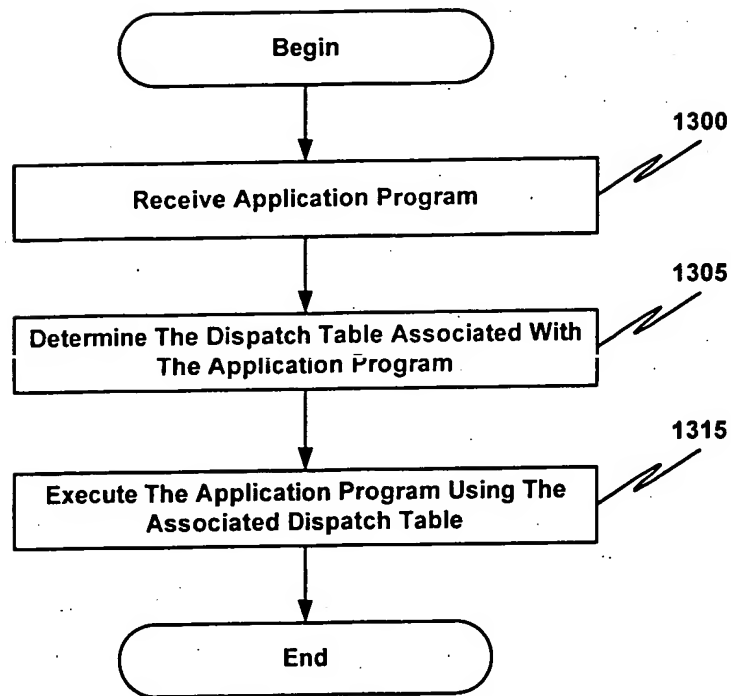 Begin
1300
Receive Application Program
1305
Determine The Dispatch Table Associated With
The Application Program
1315
Execute The Application Program Using The
Associated Dispatch Table
End